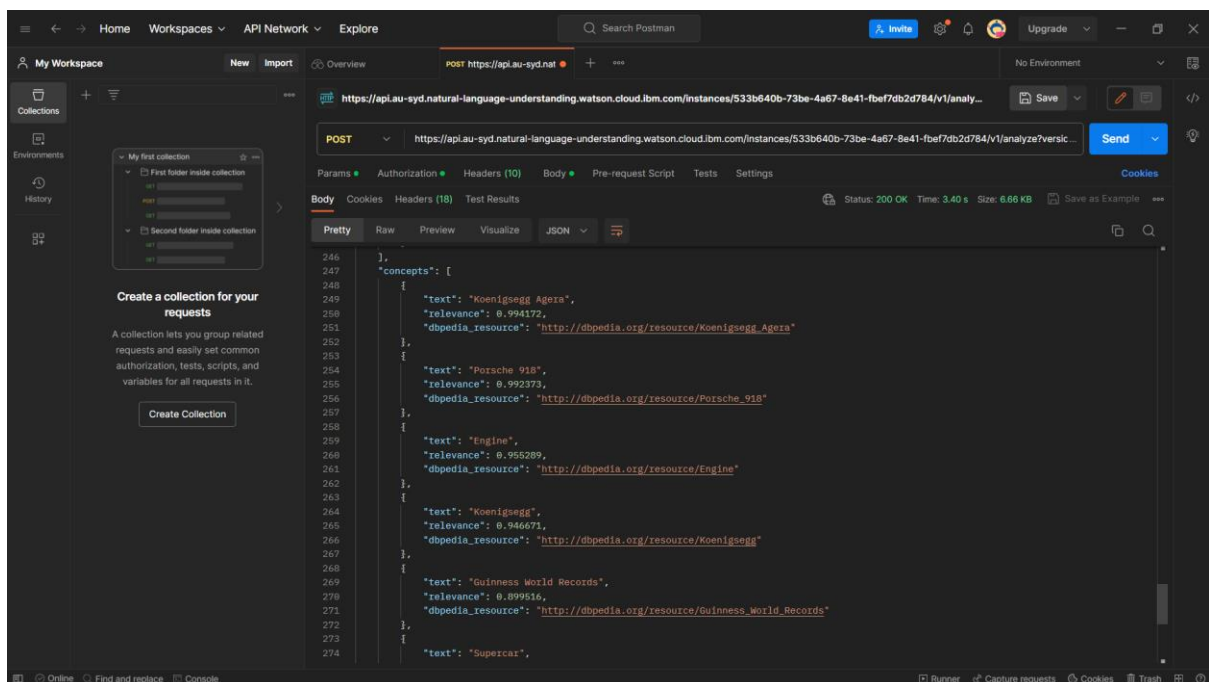 Home Workspaces API Network Explore Search Postman Invite Upgrade
My Workspace New Import Overview POST https://api.au-syd.nat + No Environment
Collections
Environments
History
My first collection
First folder inside collection
GET
POST
GET
Second folder inside collection
GET
GET
Create a collection for your
requests
A collection lets you group related
requests and easily set common
authorization, tests, scripts, and
variables for all requests in it.
Create Collection
HTTP https://api.au-syd.natural-language-understanding.watson.cloud.ibm.com/instances/533b640b-73be-4a67-8e41-fbef7db2d784/v1/analy... Save
POST https://api.au-syd.natural-language-understanding.watson.cloud.ibm.com/instances/533b640b-73be-4a67-8e41-fbef7db2d784/v1/analyze?versic... Send
Params Authorization Headers (10) Body Pre-request Script Tests Settings Cookies
Body Cookies Headers (18) Test Results Status: 200 OK Time: 3.40 s Size: 6.66 KB Save as Example
Pretty Raw Preview Visualize JSON
246 ],
247 "concepts": [
248 {
249 "text": "Koenigsegg Agera",
250 "relevance": 0.994172,
251 "dbpedia_resource": "http://dbpedia.org/resource/Koenigsegg_Agera"
252 },
253 {
254 "text": "Porsche 918",
255 "relevance": 0.992373,
256 "dbpedia_resource": "http://dbpedia.org/resource/Porsche_918"
257 },
258 {
259 "text": "Engine",
260 "relevance": 0.955289,
261 "dbpedia_resource": "http://dbpedia.org/resource/Engine"
262 },
263 {
264 "text": "Koenigsegg",
265 "relevance": 0.946671,
266 "dbpedia_resource": "http://dbpedia.org/resource/Koenigsegg"
267 },
268 {
269 "text": "Guinness World Records",
270 "relevance": 0.899516,
271 "dbpedia_resource": "http://dbpedia.org/resource/Guinness_World_Records"
272 },
273 {
274 "text": "Supercar",
Online Find and replace Console Runner Capture requests Cookies Trash